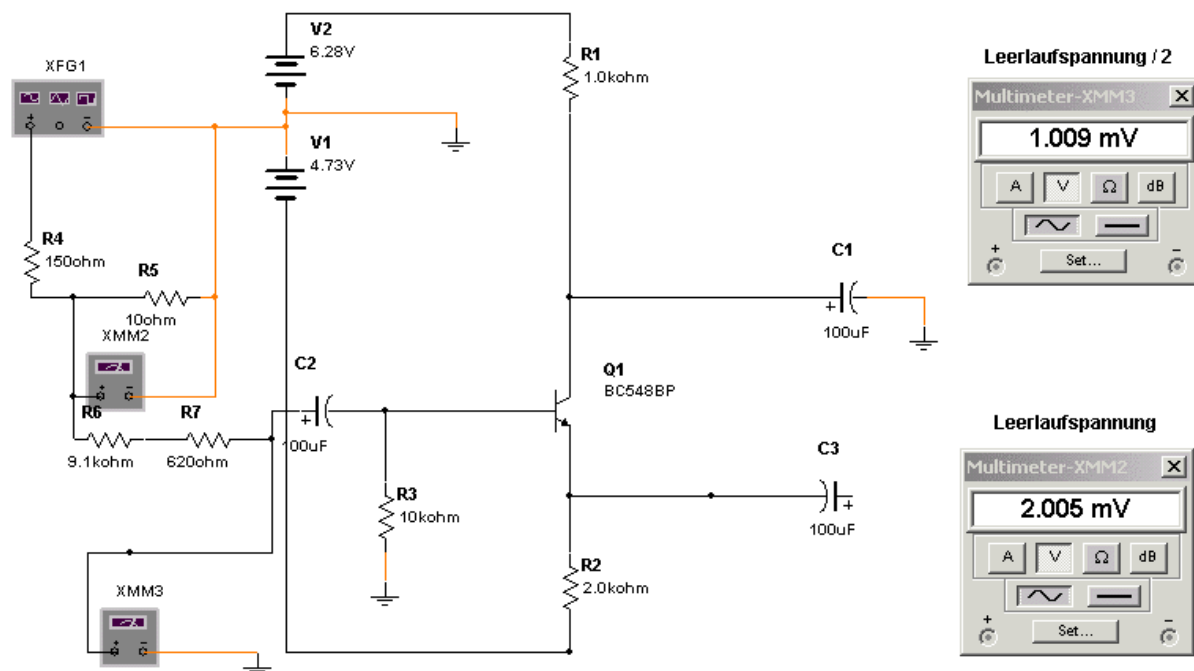 V2
6.28V
R1
1.0kohm
Leerlaufspannung / 2
XFG1
Multimeter-XMM3
1.009 mV
A V Ω dB
Set...
+ −
V1
4.73V
R4
150ohm
R5
10ohm
XMM2
C1
+
100uF
C2
+
100uF
Q1
BC548BP
R6
9.1kohm
R7
620ohm
Leerlaufspannung
Multimeter-XMM2
2.005 mV
A V Ω dB
Set...
+ −
R3
10kohm
C3
+
100uF
R2
2.0kohm
XMM3
+ −